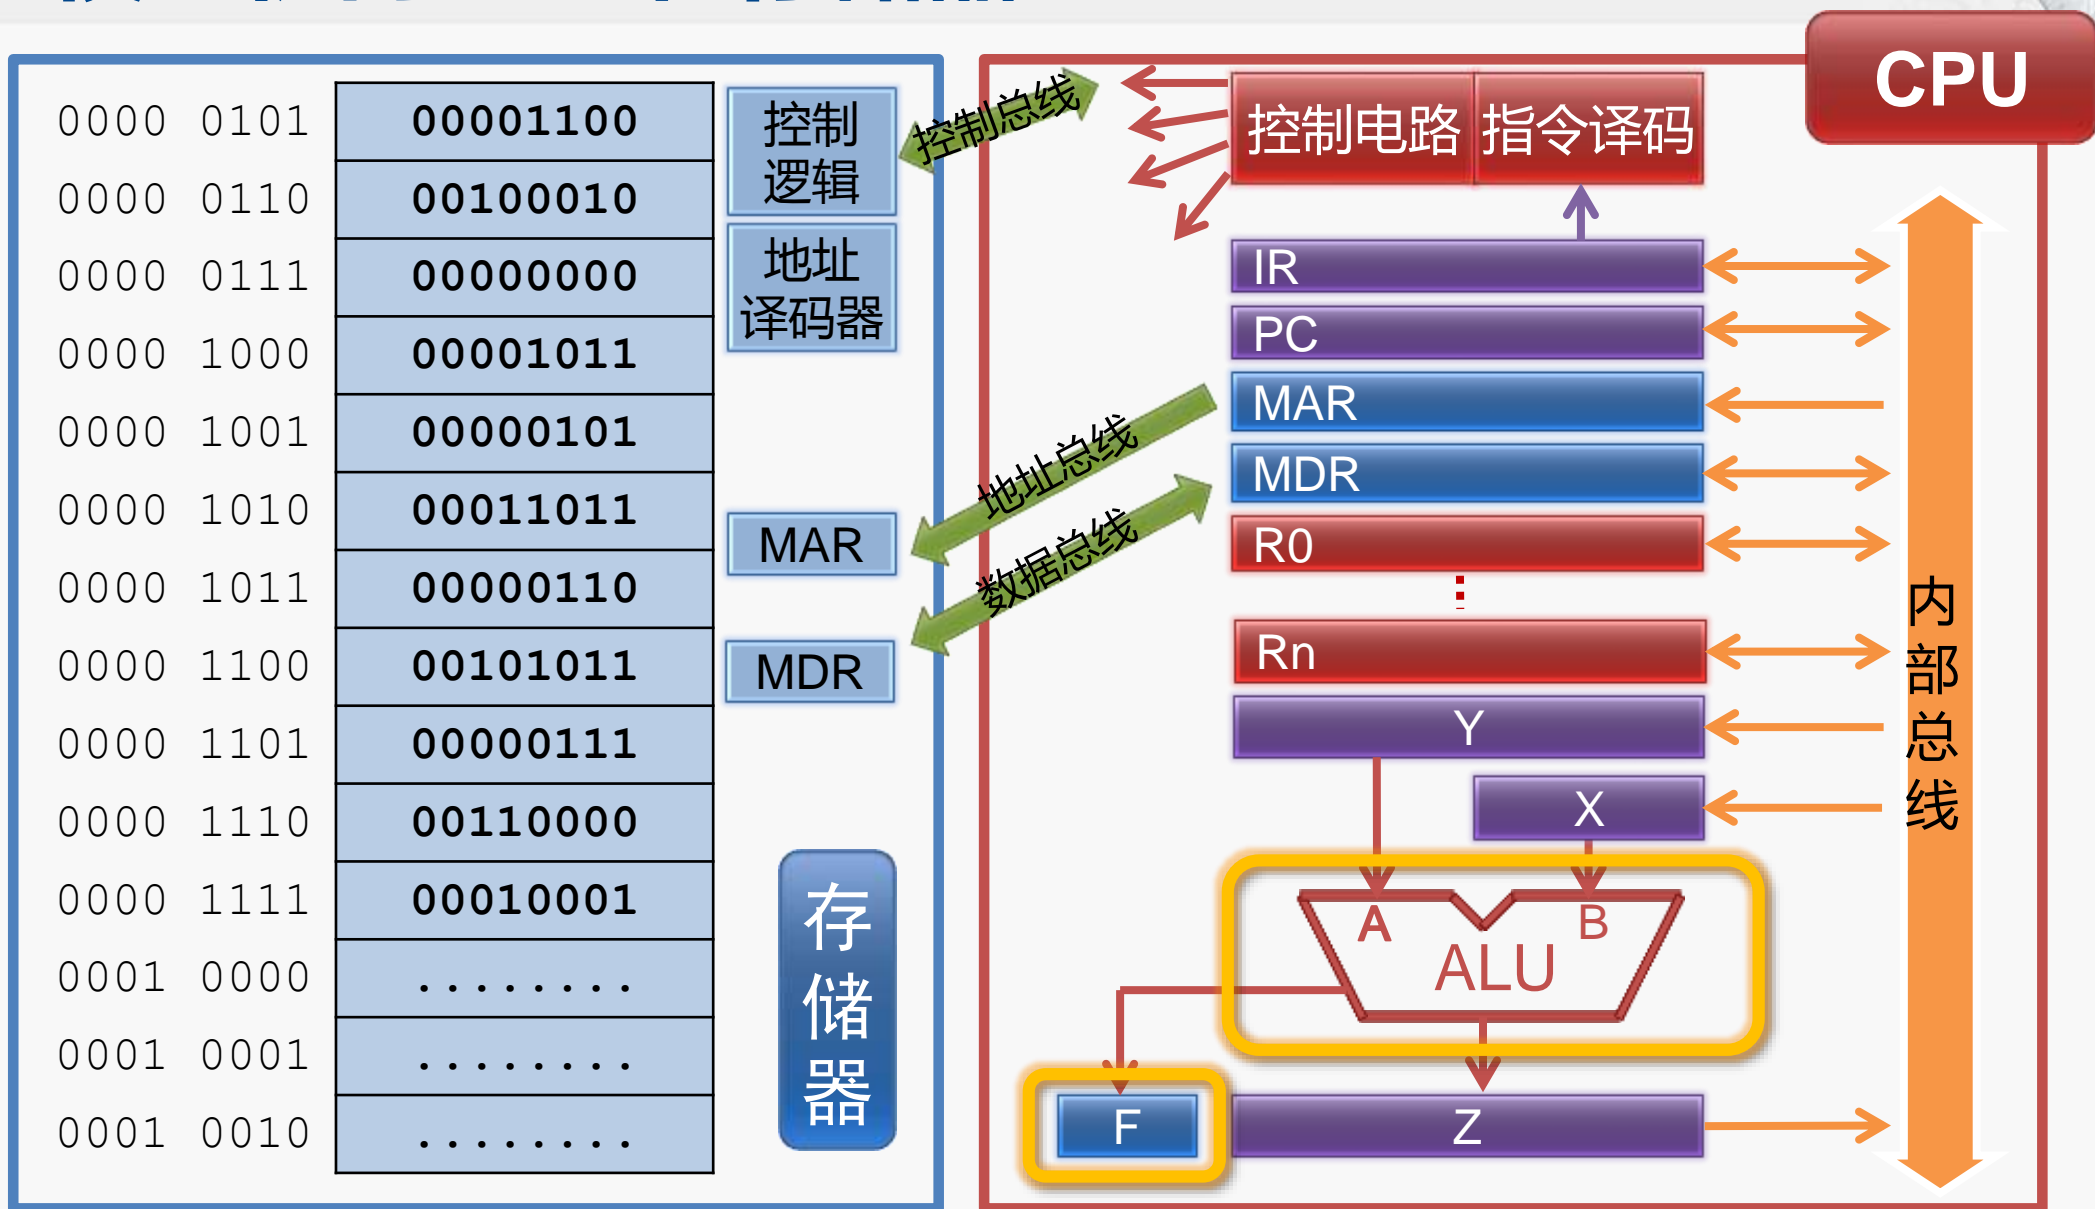 CPU
0000 0101 00001100
0000 0110 00100010
0000 0111 00000000
0000 1000 00001011
0000 1001 00000101
0000 1010 00011011
0000 1011 00000110
0000 1100 00101011
0000 1101 00000111
0000 1110 00110000
0000 1111 00010001
0001 0000 ........
0001 0001 ........
0001 0010 ........
控制
逻辑
地址
译码器
MAR
MDR
存
储
器
控制总线
地址总线
数据总线
控制电路 指令译码
IR
PC
MAR
MDR
R0
Rn
Y
X
A B
ALU
F Z
内
部
总
线